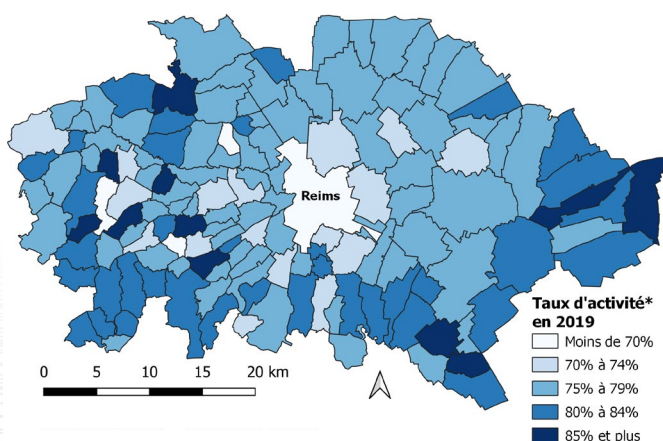 Reims
Taux d'activité*
en 2019
Moins de 70%
70% à 74%
75% à 79%
80% à 84%
85% et plus
0 5 10 15 20 km